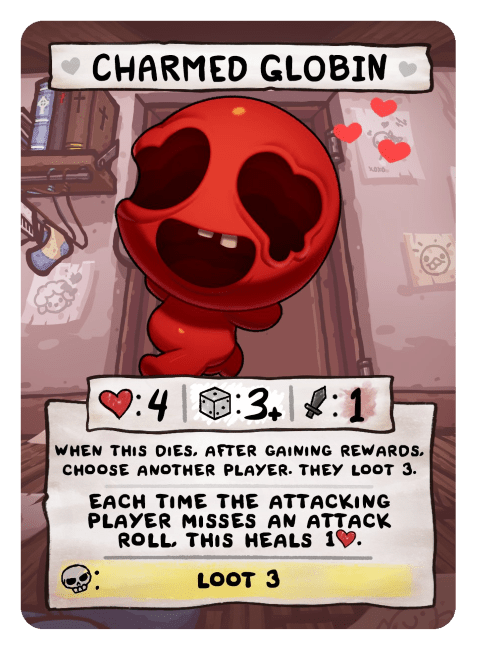 CHARMED GLOBIN
:4 :3+ :1
WHEN THIS DIES, AFTER GAINING REWARDS,
CHOOSE ANOTHER PLAYER. THEY LOOT 3.
EACH TIME THE ATTACKING
PLAYER MISSES AN ATTACK
ROLL, THIS HEALS 1.
: LOOT 3